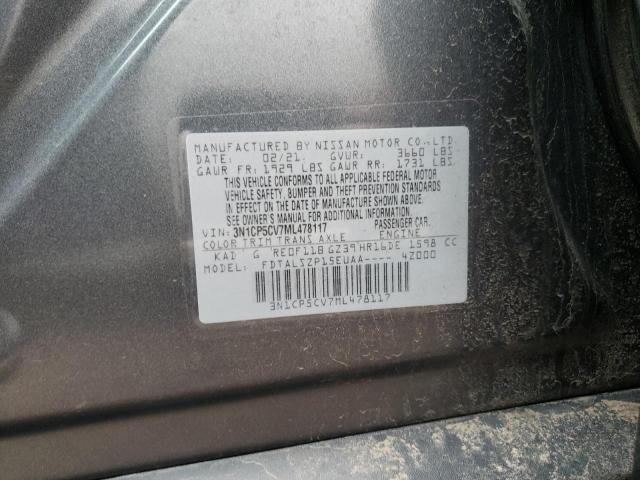 MANUFACTURED BY NISSAN MOTOR CO., LTD.
DATE: 02/21 GVWR: 3660 LBS
GAWR FR: 1929 LBS GAWR RR: 1731 LBS
THIS VEHICLE CONFORMS TO ALL APPLICABLE FEDERAL MOTOR
VEHICLE SAFETY, BUMPER AND THEFT PREVENTION STANDARDS
IN EFFECT ON THE DATE OF MANUFACTURE SHOWN ABOVE.
SEE OWNER'S MANUAL FOR ADDITIONAL INFORMATION.
VIN: 3N1CP5CV7ML478117 PASSENGER CAR
COLOR TRIM TRANS AXLE ENGINE
KAD G RE0F11B GZ39 HR16DE 1598 CC
MODEL: FDTALSZP15EUAA---- 4Z000
3N1CP5CV7ML478117